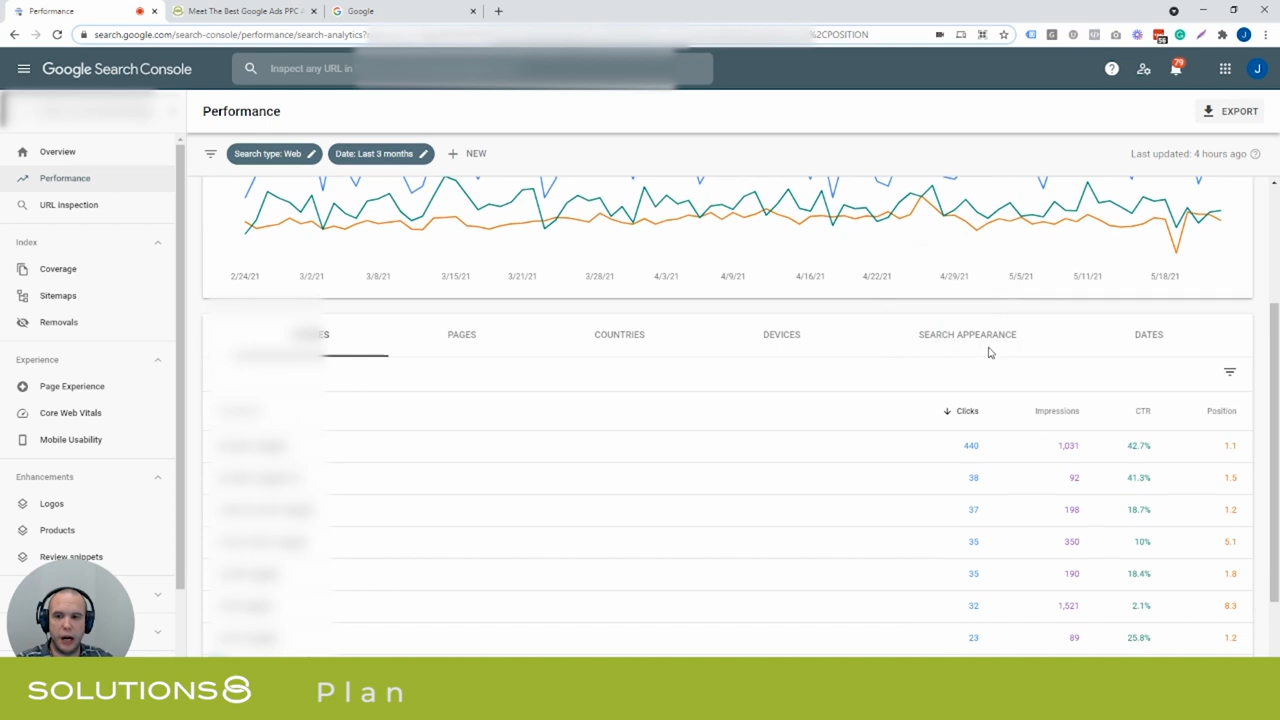 Performance
Meet The Best Google Ads PPC A
Google
search.google.com/search-console/performance/search-analytics?
%2CPOSITION
Google Search Console
Inspect any URL in
79
J
Performance
EXPORT
Search type: Web
Date: Last 3 months
NEW
Last updated: 4 hours ago
Overview
Performance
URL Inspection
Index
Coverage
Sitemaps
Removals
Experience
Page Experience
Core Web Vitals
Mobile Usability
Enhancements
Logos
Products
Review snippets
2/24/21 3/2/21 3/8/21 3/15/21 3/21/21 3/28/21 4/3/21 4/9/21 4/16/21 4/22/21 4/29/21 5/5/21 5/11/21 5/18/21
PAGES COUNTRIES DEVICES SEARCH APPEARANCE DATES
Clicks Impressions CTR Position
440 1,031 42.7% 1.1
38 92 41.3% 1.5
37 198 18.7% 1.2
35 350 10% 5.1
35 190 18.4% 1.8
32 1,521 2.1% 8.3
23 89 25.8% 1.2
SOLUTIONS8
Plan